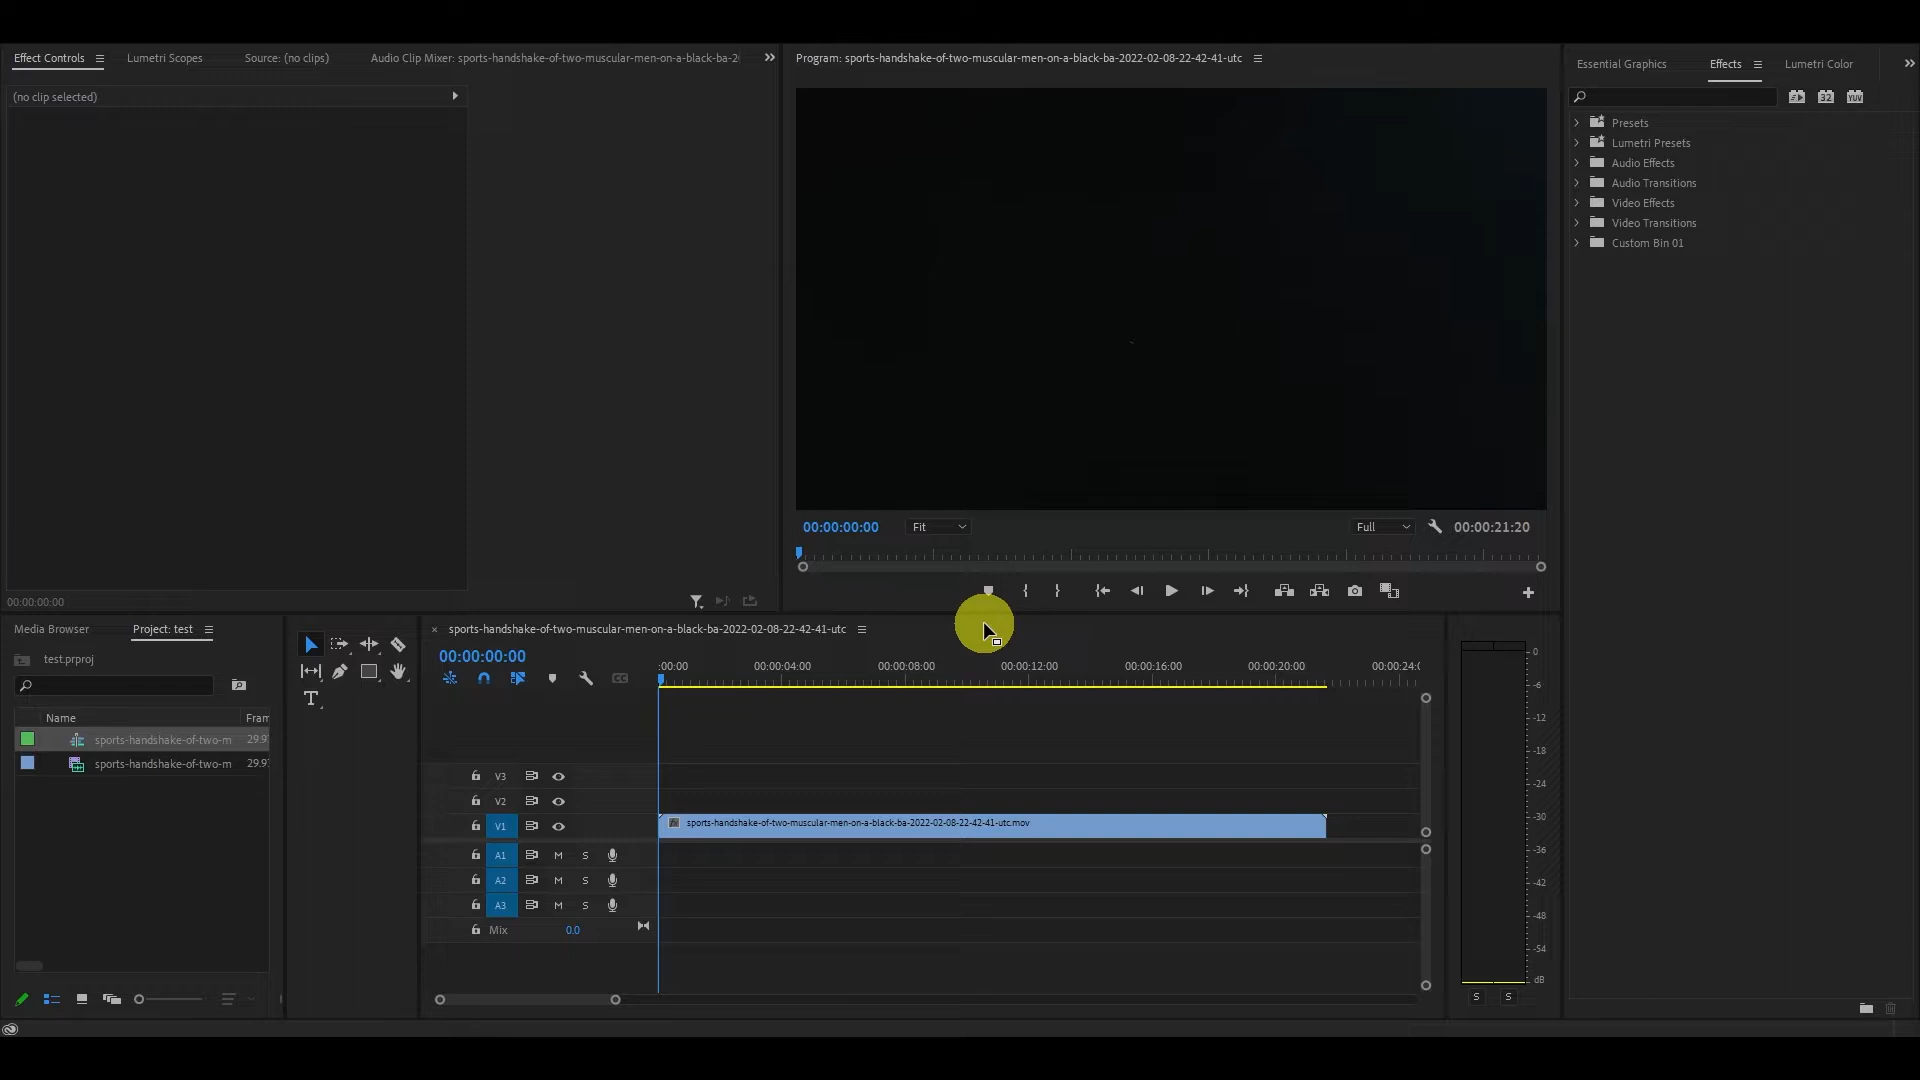 Effect Controls
Lumetri Scopes
Source: (no clips)
Audio Clip Mixer: sports-handshake-of-two-muscular-men-on-a-black-ba-2
Program: sports-handshake-of-two-muscular-men-on-a-black-ba-2022-02-08-22-42-41-utc
Essential Graphics
Effects
Lumetri Color
(no clip selected)
32
YUV
Presets
Lumetri Presets
Audio Effects
Audio Transitions
Video Effects
Video Transitions
Custom Bin 01
00:00:00:00
Fit
Full
00:00:21:20
00:00:00:00
Media Browser
Project: test
test.prproj
Name
Fram
sports-handshake-of-two-m
29.9
sports-handshake-of-two-m
29.9
T
sports-handshake-of-two-muscular-men-on-a-black-ba-2022-02-08-22-42-41-utc
00:00:00:00
CC
:00:00
00:00:04:00
00:00:08:00
00:00:12:00
00:00:16:00
00:00:20:00
00:00:24:0
V3
V2
V1
fx
sports-handshake-of-two-muscular-men-on-a-black-ba-2022-02-08-22-42-41-utc.mov
A1 M S
A2 M S
A3 M S
Mix
0.0
0
-6
-12
-18
-24
-30
-36
-42
-48
-54
dB
S S